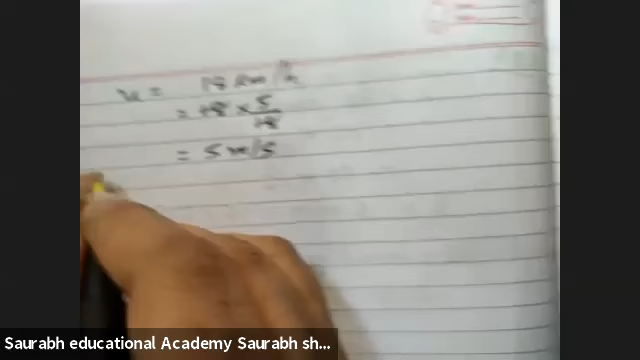 u = 18 km/h
= 18 × 5/18
= 5 m/s
Saurabh educational Academy Saurabh sh...